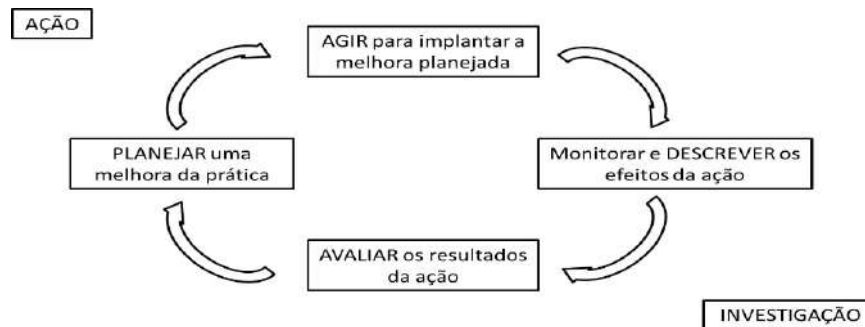 AÇÃO
AGIR para implantar a
melhora planejada
PLANEJAR uma
melhora da prática
Monitorar e DESCREVER os
efeitos da ação
AVALIAR os resultados
da ação
INVESTIGAÇÃO